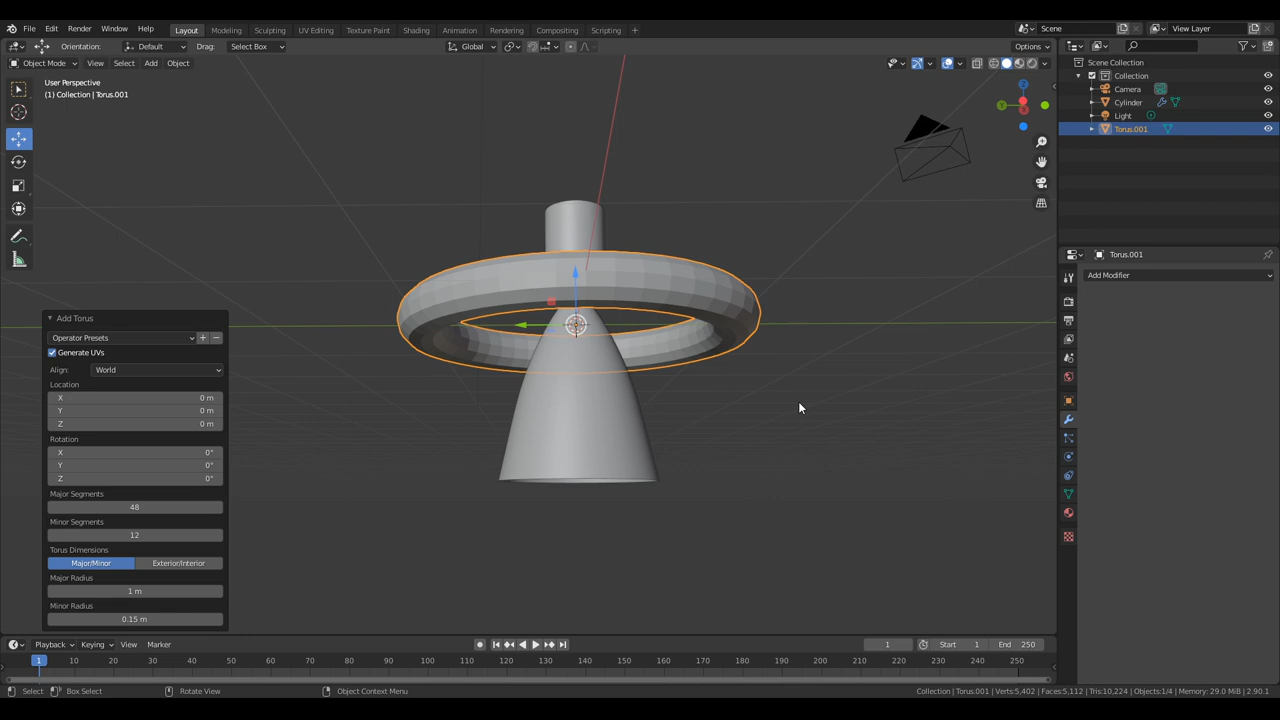 File Edit Render Window Help Layout Modeling Sculpting UV Editing Texture Paint Shading Animation Rendering Compositing Scripting + Scene View Layer
Orientation: Default Drag: Select Box Global Options
Object Mode View Select Add Object
User Perspective
(1) Collection | Torus.001
Scene Collection
Collection
Camera
Cylinder
Light
Torus.001
Torus.001
Add Modifier
Z
Y
X
Add Torus
Operator Presets
Generate UVs
Align: World
Location
X 0 m
Y 0 m
Z 0 m
Rotation
X 0°
Y 0°
Z 0°
Major Segments
48
Minor Segments
12
Torus Dimensions
Major/Minor Exterior/Interior
Major Radius
1 m
Minor Radius
0.15 m
Playback Keying View Marker 1 Start 1 End 250
1 10 20 30 40 50 60 70 80 90 100 110 120 130 140 150 160 170 180 190 200 210 220 230 240 250
Select Box Select Rotate View Object Context Menu Collection | Torus.001 | Verts:5,402 | Faces:5,112 | Tris:10,224 | Objects:1/4 | Memory: 29.0 MiB | 2.90.1